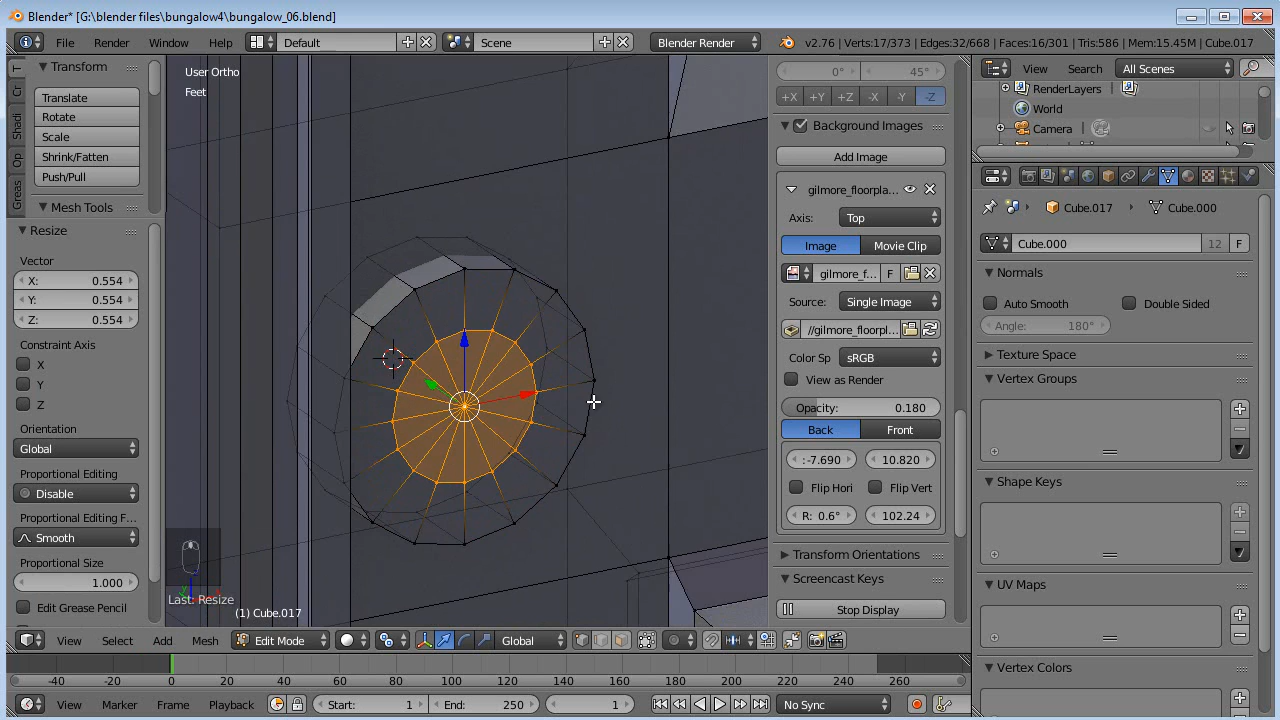 Blender* [G:\blender files\bungalow4\bungalow_06.blend]
File Render Window Help Default Scene Blender Render v2.76 | Verts:17/373 | Edges:32/668 | Faces:16/301 | Tris:586 | Mem:15.45M | Cube.017
Transform
Translate
Rotate
Scale
Shrink/Fatten
Push/Pull
Mesh Tools
Resize
Vector
X: 0.554
Y: 0.554
Z: 0.554
Constraint Axis
X
Y
Z
Orientation
Global
Proportional Editing
Disable
Proportional Editing F...
Smooth
Proportional Size
1.000
Edit Grease Pencil
T
Cr
Shadi
Op
Greas
User Ortho
Feet
Last: Resize
(1) Cube.017
0° 45°
+X +Y +Z -X -Y -Z
Background Images
Add Image
gilmore_floorpla...
Axis: Top
Image Movie Clip
gilmore_f... F
Source: Single Image
//gilmore_floorpl...
Color Sp sRGB
View as Render
Opacity: 0.180
Back Front
:-7.690 10.820
Flip Hori Flip Vert
R: 0.6° 102.24
Transform Orientations
Screencast Keys
Stop Display
View Search All Scenes
RenderLayers
World
Camera
Cube.017 Cube.000
Cube.000 12 F
Normals
Auto Smooth Double Sided
Angle: 180°
Texture Space
Vertex Groups
Shape Keys
UV Maps
Vertex Colors
View Select Add Mesh Edit Mode Global
-40 -20 0 20 40 60 80 100 120 140 160 180 200 220 240 260
View Marker Frame Playback Start: 1 End: 250 1 No Sync